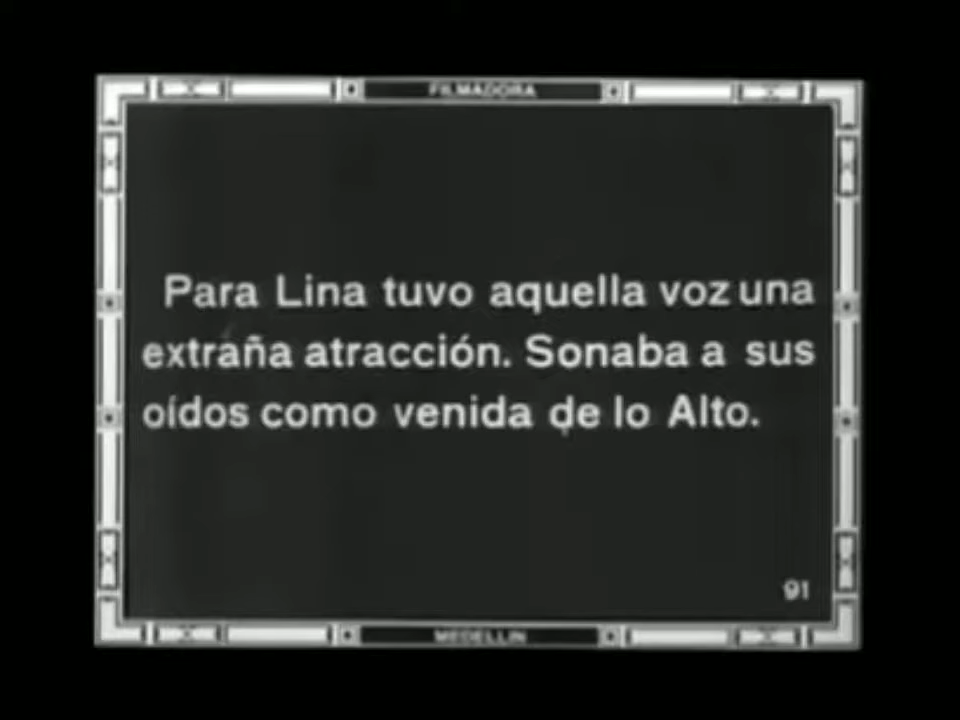 FILMADORA
Para Lina tuvo aquella voz una
extraña atracción. Sonaba a sus
oídos como venida de lo Alto.
91
MEDELLIN